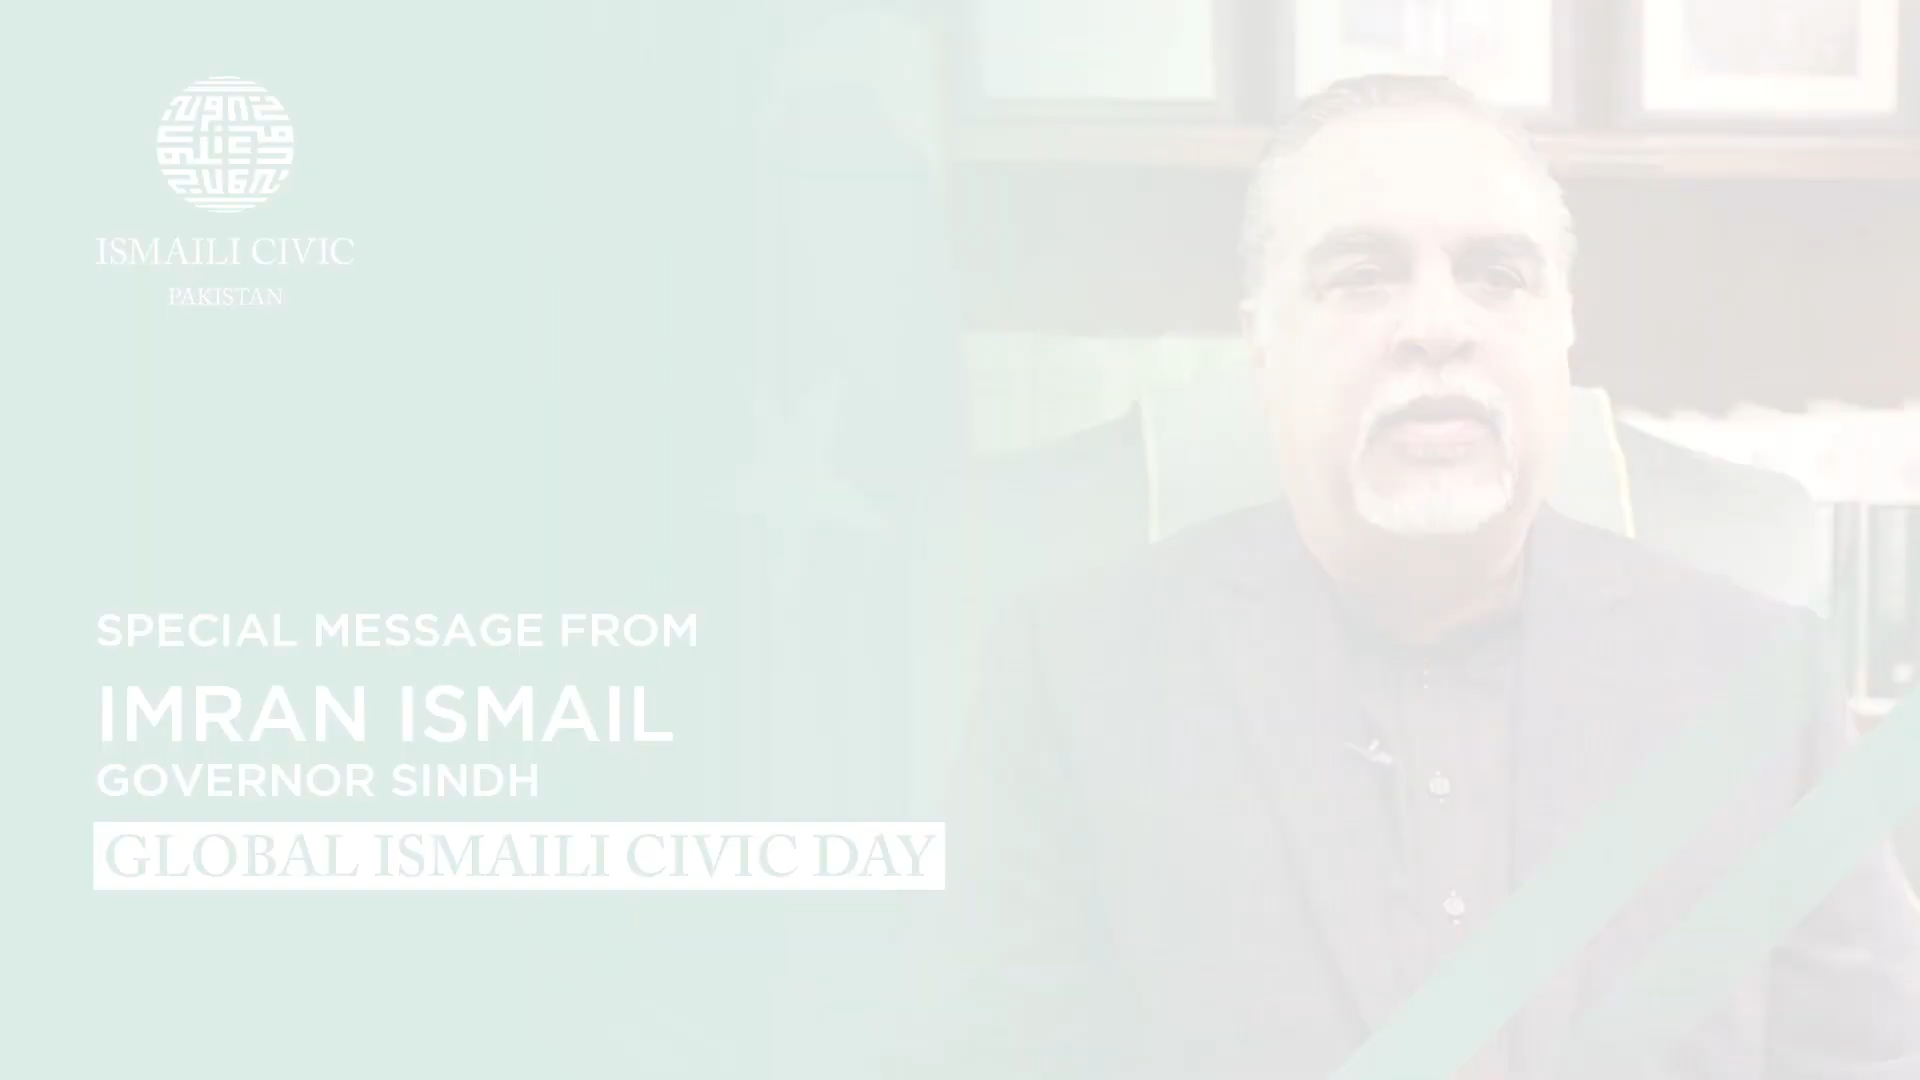 ISMAILI CIVIC
PAKISTAN
SPECIAL MESSAGE FROM
IMRAN ISMAIL
GOVERNOR SINDH
GLOBAL ISMAILI CIVIC DAY